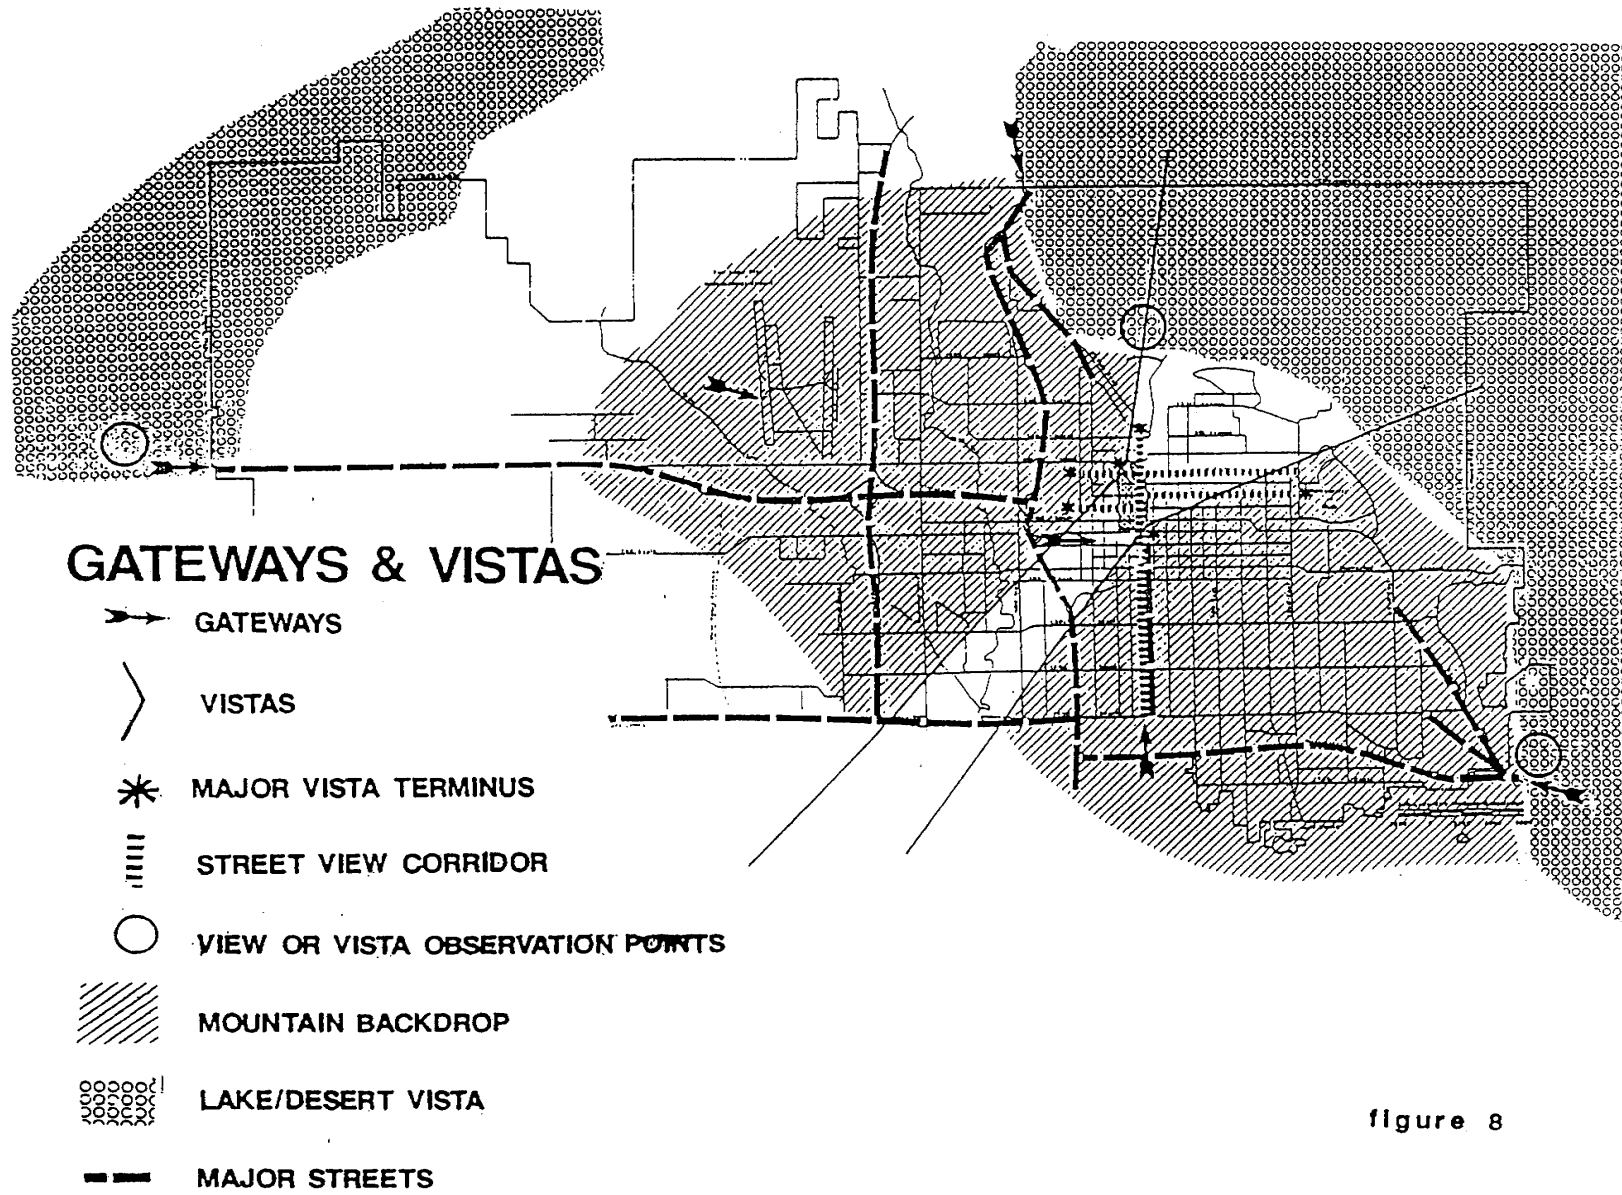 GATEWAYS & VISTAS
GATEWAYS
VISTAS
MAJOR VISTA TERMINUS
STREET VIEW CORRIDOR
VIEW OR VISTA OBSERVATION POINTS
MOUNTAIN BACKDROP
LAKE/DESERT VISTA
MAJOR STREETS
figure 8